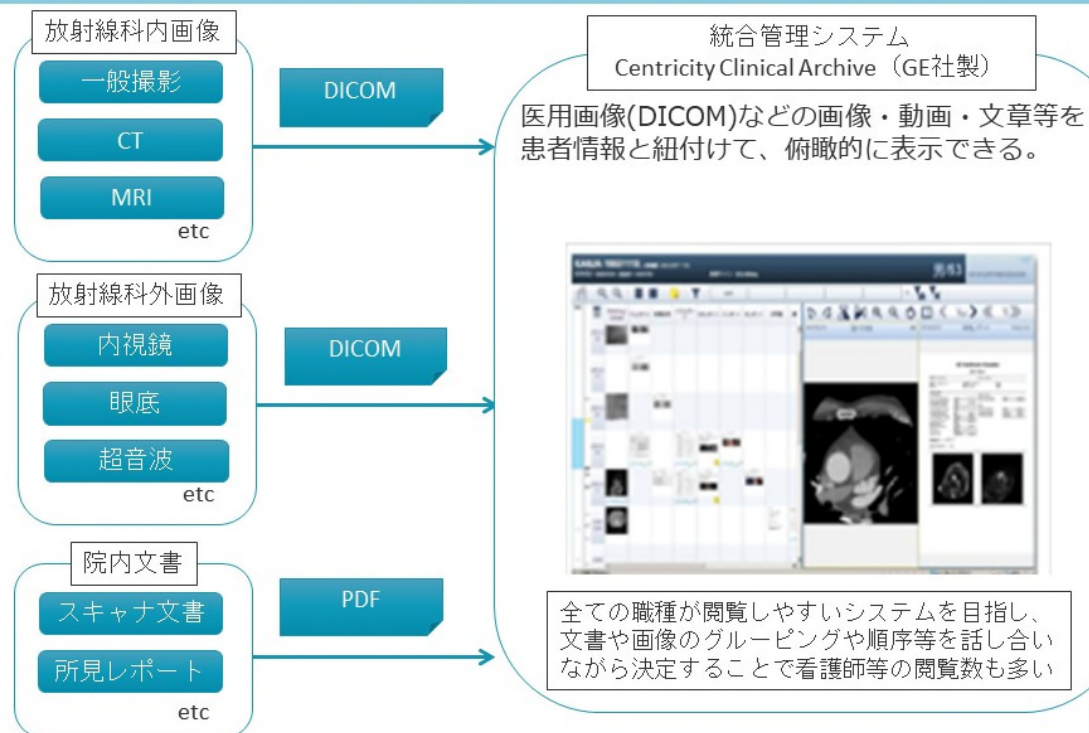 放射線科内画像
一般撮影
CT
MRI
etc
DICOM
放射線科外画像
内視鏡
眼底
超音波
etc
DICOM
院内文書
スキャナ文書
所見レポート
etc
PDF
統合管理システム
Centricity Clinical Archive（GE社製）
医用画像(DICOM)などの画像・動画・文章等を
患者情報と紐付けて、俯瞰的に表示できる。
全ての職種が閲覧しやすいシステムを目指し、
文書や画像のグルーピングや順序等を話し合い
ながら決定することで看護師等の閲覧数も多い